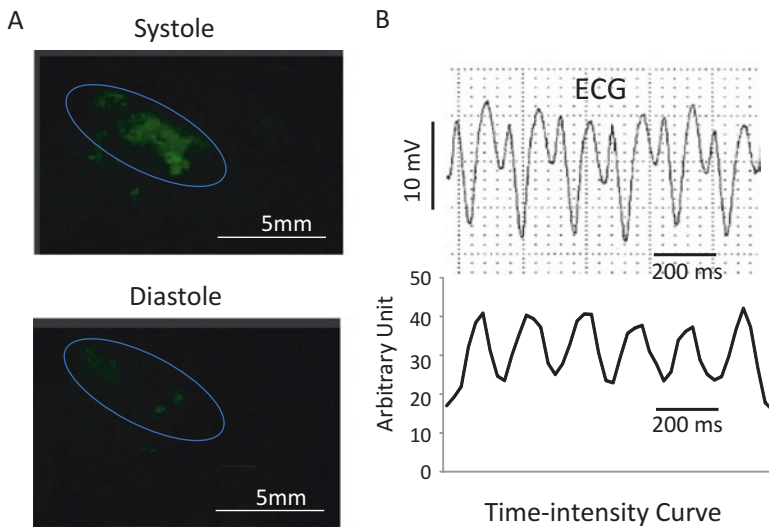 A
Systole
5mm
Diastole
5mm
B
ECG
10 mV
200 ms
50
40
30
20
10
0
Arbitrary Unit
200 ms
Time-intensity Curve